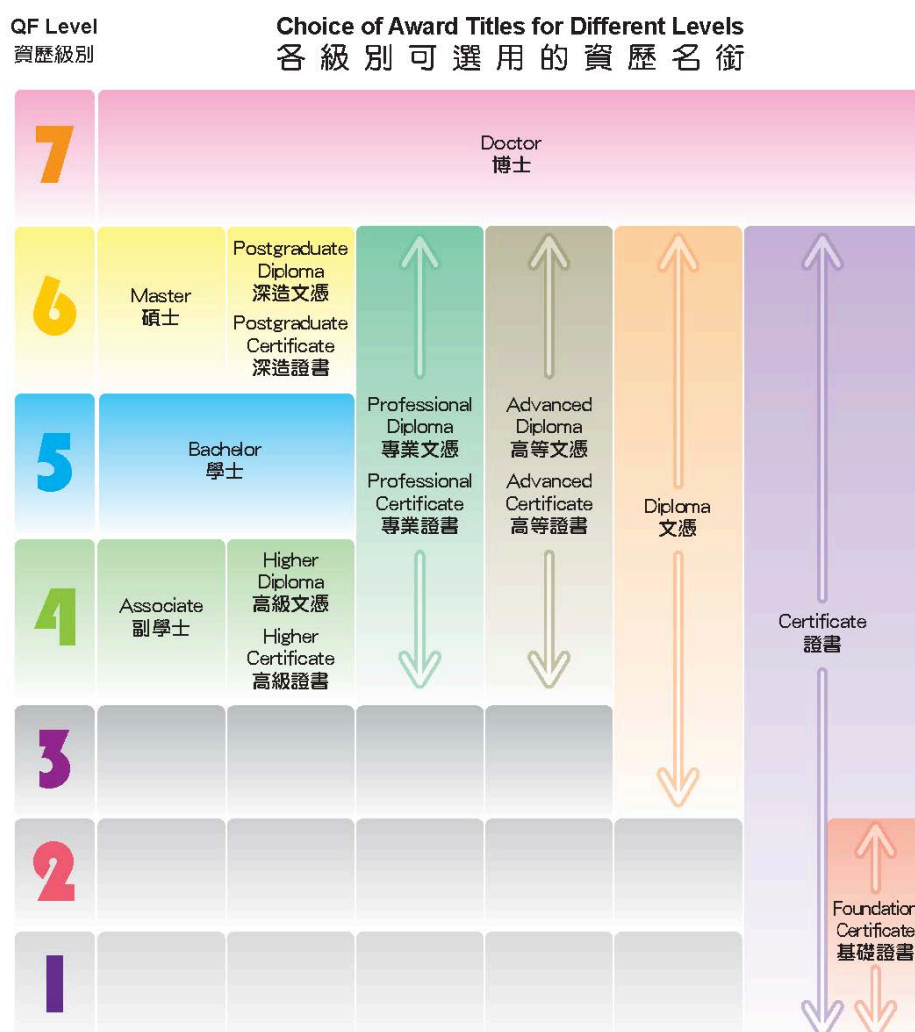 QF Level
資歷級別
Choice of Award Titles for Different Levels
各級別可選用的資歷名銜
7
Doctor
博士
6
Master
碩士
Postgraduate
Diploma
深造文憑
Postgraduate
Certificate
深造證書
5
Bachelor
學士
Professional
Diploma
專業文憑
Professional
Certificate
專業證書
Advanced
Diploma
高等文憑
Advanced
Certificate
高等證書
Diploma
文憑
4
Associate
副學士
Higher
Diploma
高級文憑
Higher
Certificate
高級證書
Certificate
證書
3
2
Foundation
Certificate
基礎證書
1